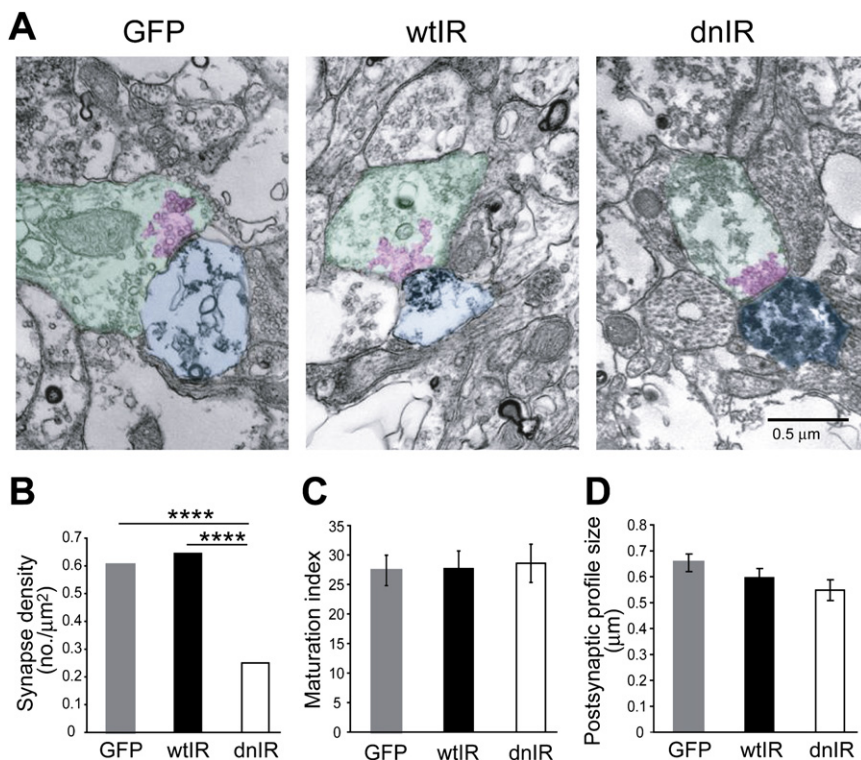 A
GFP wtIR dnIR
0.5 μm
B
****
****
Synapse density
(no./μm²)
0.7
0.6
0.5
0.4
0.3
0.2
0.1
0
GFP wtIR dnIR
C
Maturation index
35
30
25
20
15
10
5
0
GFP wtIR dnIR
D
Postsynaptic profile size
(μm)
0.8
0.7
0.6
0.5
0.4
0.3
0.2
0.1
0
GFP wtIR dnIR